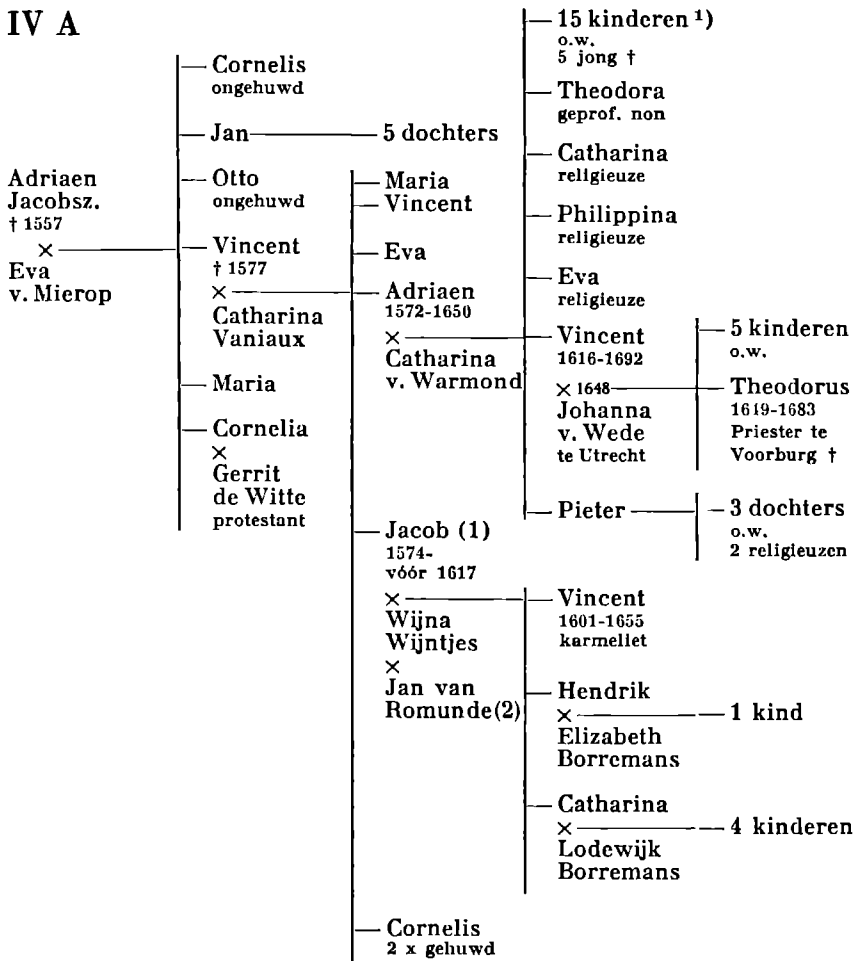 IV A
Adriaen
Jacobsz.
† 1557
×
Eva
v. Mierop
Cornelis
ongehuwd
Jan
5 dochters
Otto
ongehuwd
Vincent
† 1577
×
Catharina
Vaniaux
Maria
Cornelia
×
Gerrit
de Witte
protestant
Maria
Vincent
Eva
Adriaen
1572-1650
×
Catharina
v. Warmond
Jacob (1)
1574-
vóór 1617
×
Wijna
Wijntjes
×
Jan van
Romunde(2)
Cornelis
2 x gehuwd
15 kinderen ¹)
o.w.
5 jong †
Theodora
geprof. non
Catharina
religieuze
Philippina
religieuze
Eva
religieuze
Vincent
1616-1692
× 1648
Johanna
v. Wede
te Utrecht
Pieter
5 kinderen
o.w.
Theodorus
1619-1683
Priester te
Voorburg †
3 dochters
o.w.
2 religieuzen
Vincent
1601-1655
karmeliet
Hendrik
×
Elizabeth
Borremans
1 kind
Catharina
×
Lodewijk
Borremans
4 kinderen